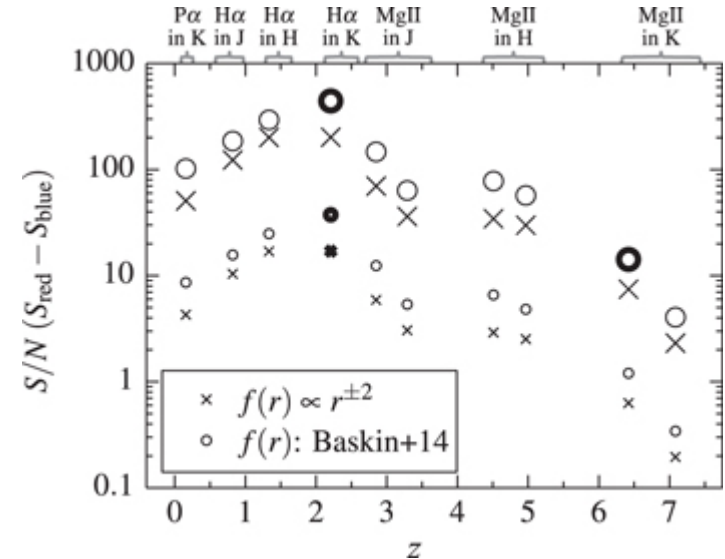 Pα Hα Hα Hα MgII MgII MgII
in K in J in H in K in J in H in K
1000
100
10
1
0.1
S/N (S_red − S_blue)
× f(r) ∝ r^{±2}
○ f(r): Baskin+14
0 1 2 3 4 5 6 7
z